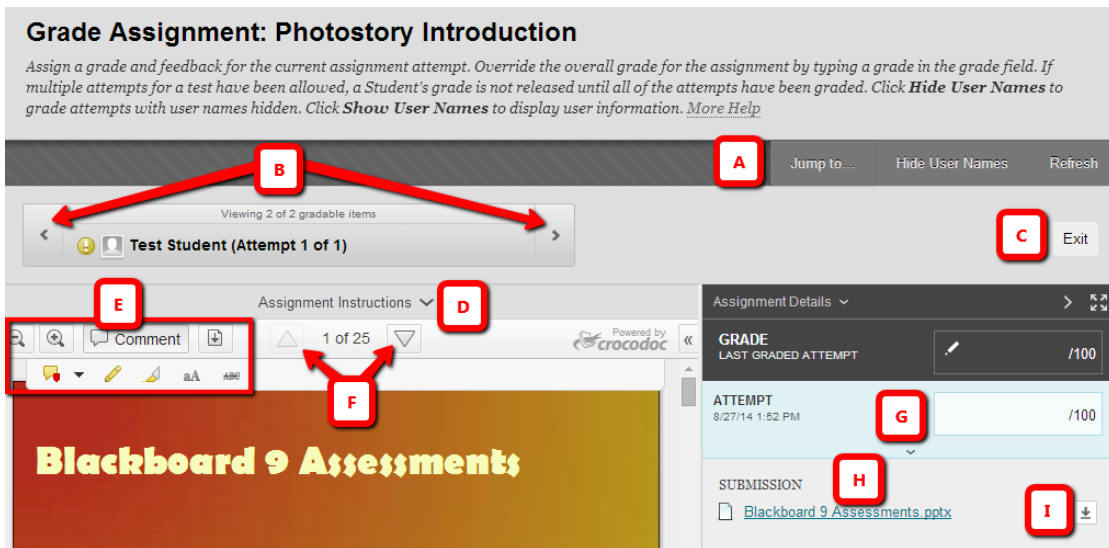 Grade Assignment: Photostory Introduction
Assign a grade and feedback for the current assignment attempt. Override the overall grade for the assignment by typing a grade in the grade field. If
multiple attempts for a test have been allowed, a Student's grade is not released until all of the attempts have been graded. Click Hide User Names to
grade attempts with user names hidden. Click Show User Names to display user information. More Help
A Jump to... Hide User Names Refresh
B
Viewing 2 of 2 gradable items
Test Student (Attempt 1 of 1)
C Exit
E
Assignment Instructions D
Assignment Details
Comment 1 of 25 Powered by
crocodoc
GRADE
LAST GRADED ATTEMPT /100
aA ABC
F
ATTEMPT
8/27/14 1:52 PM G /100
Blackboard 9 Assessments
SUBMISSION H
Blackboard 9 Assessments.pptx I